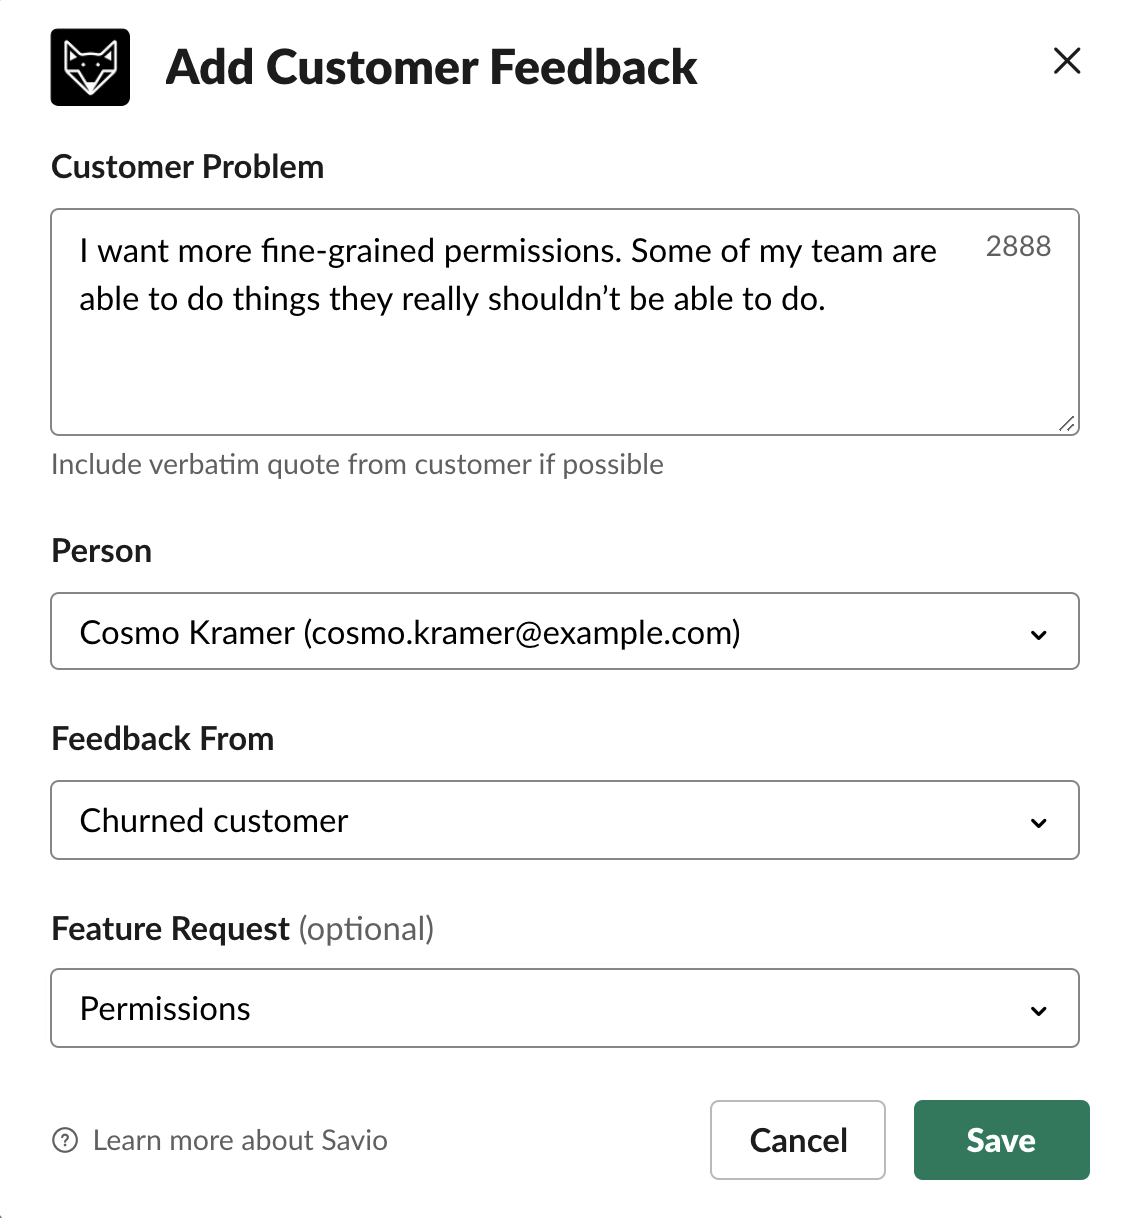 Add Customer Feedback
Customer Problem
I want more fine-grained permissions. Some of my team are
2888
able to do things they really shouldn’t be able to do.
Include verbatim quote from customer if possible
Person
Cosmo Kramer (cosmo.kramer@example.com)
Feedback From
Churned customer
Feature Request (optional)
Permissions
? Learn more about Savio
Cancel
Save